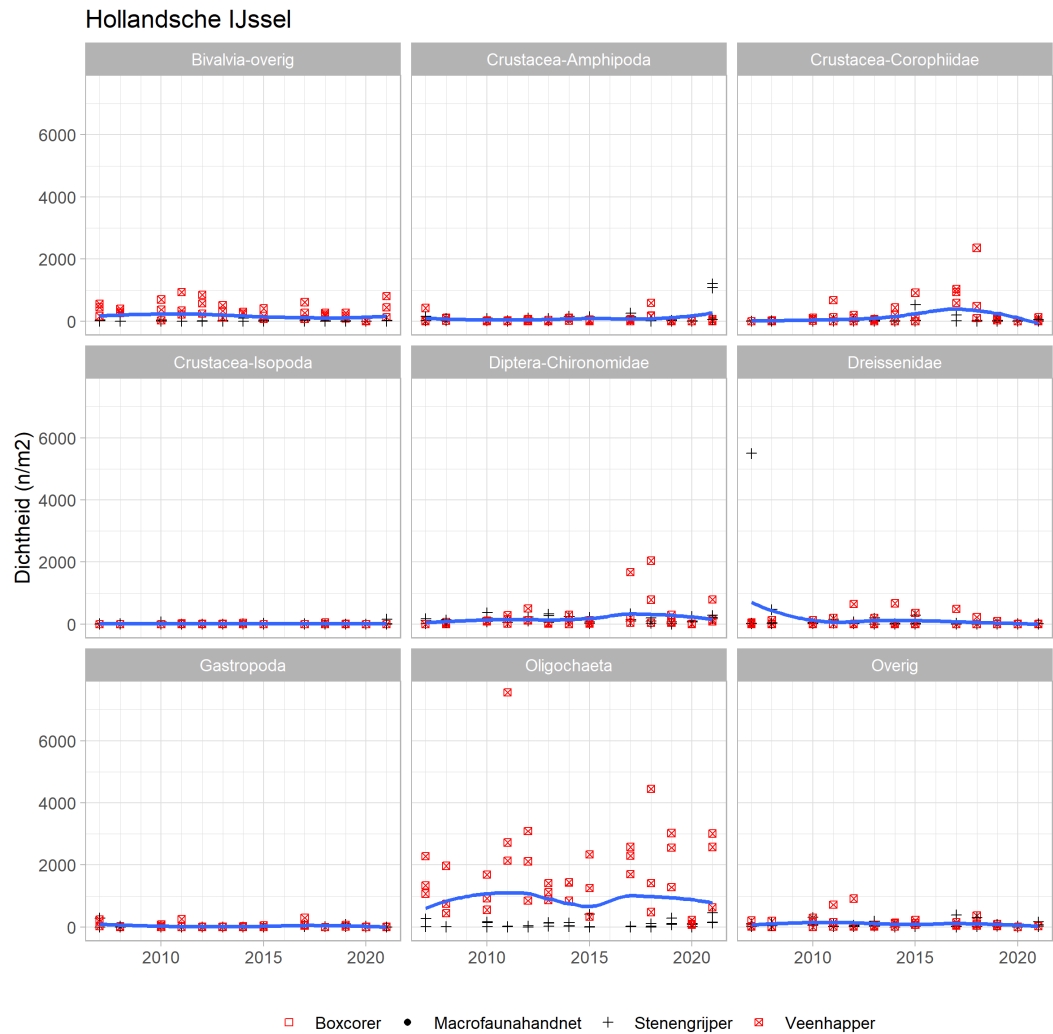 Hollandsche IJssel
Bivalvia-overig Crustacea-Amphipoda Crustacea-Corophiidae
6000
4000
2000
0
Crustacea-Isopoda Diptera-Chironomidae Dreissenidae
6000
4000
2000
0
Dichtheid (n/m2)
Gastropoda Oligochaeta Overig
6000
4000
2000
0
2010 2015 2020 2010 2015 2020 2010 2015 2020
Boxcorer Macrofaunahandnet Stenengrijper Veenhapper